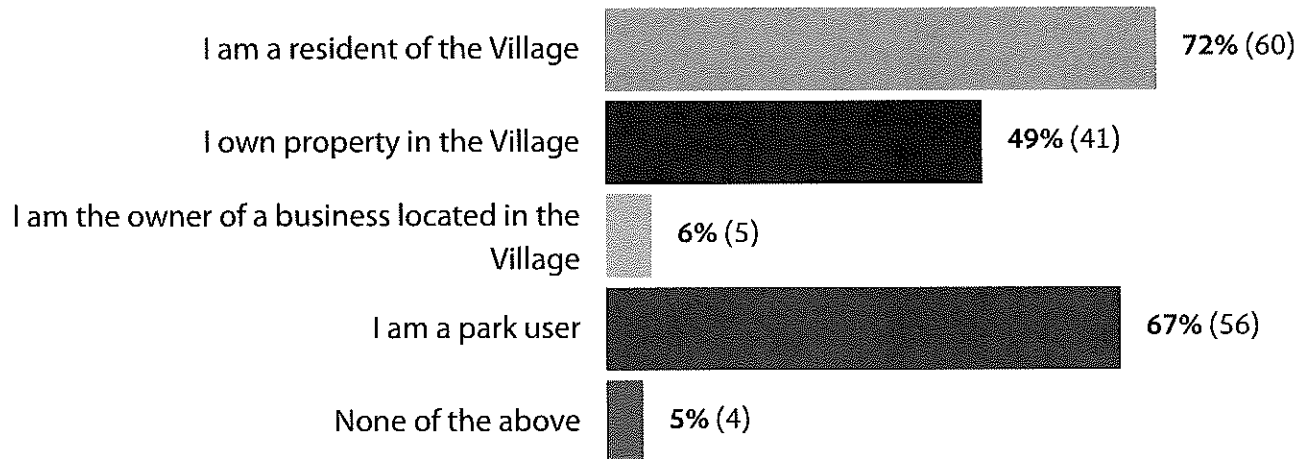 I am a resident of the Village
72% (60)
I own property in the Village
49% (41)
I am the owner of a business located in the
Village
6% (5)
I am a park user
67% (56)
None of the above
5% (4)